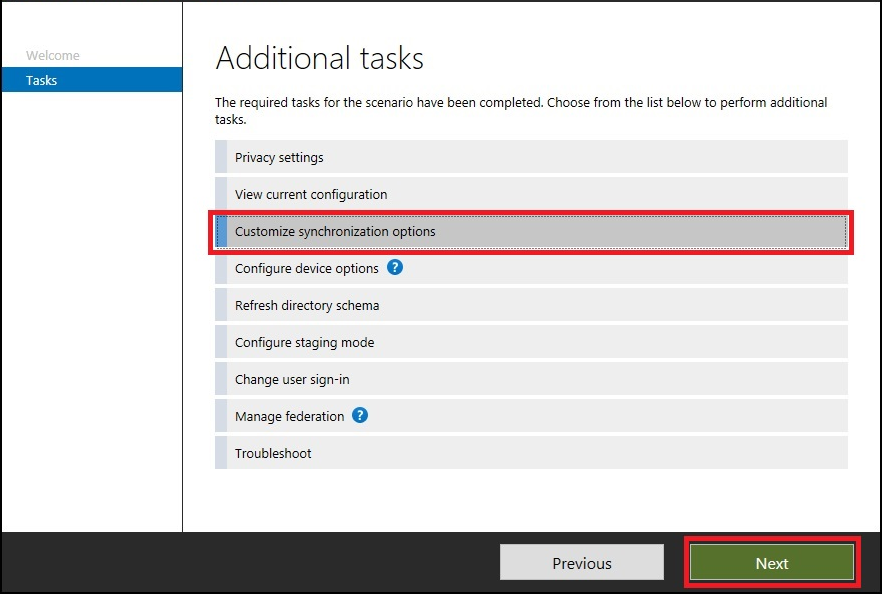 Welcome
Tasks
Additional tasks
The required tasks for the scenario have been completed. Choose from the list below to perform additional
tasks.
Privacy settings
View current configuration
Customize synchronization options
Configure device options ?
Refresh directory schema
Configure staging mode
Change user sign-in
Manage federation ?
Troubleshoot
Previous
Next